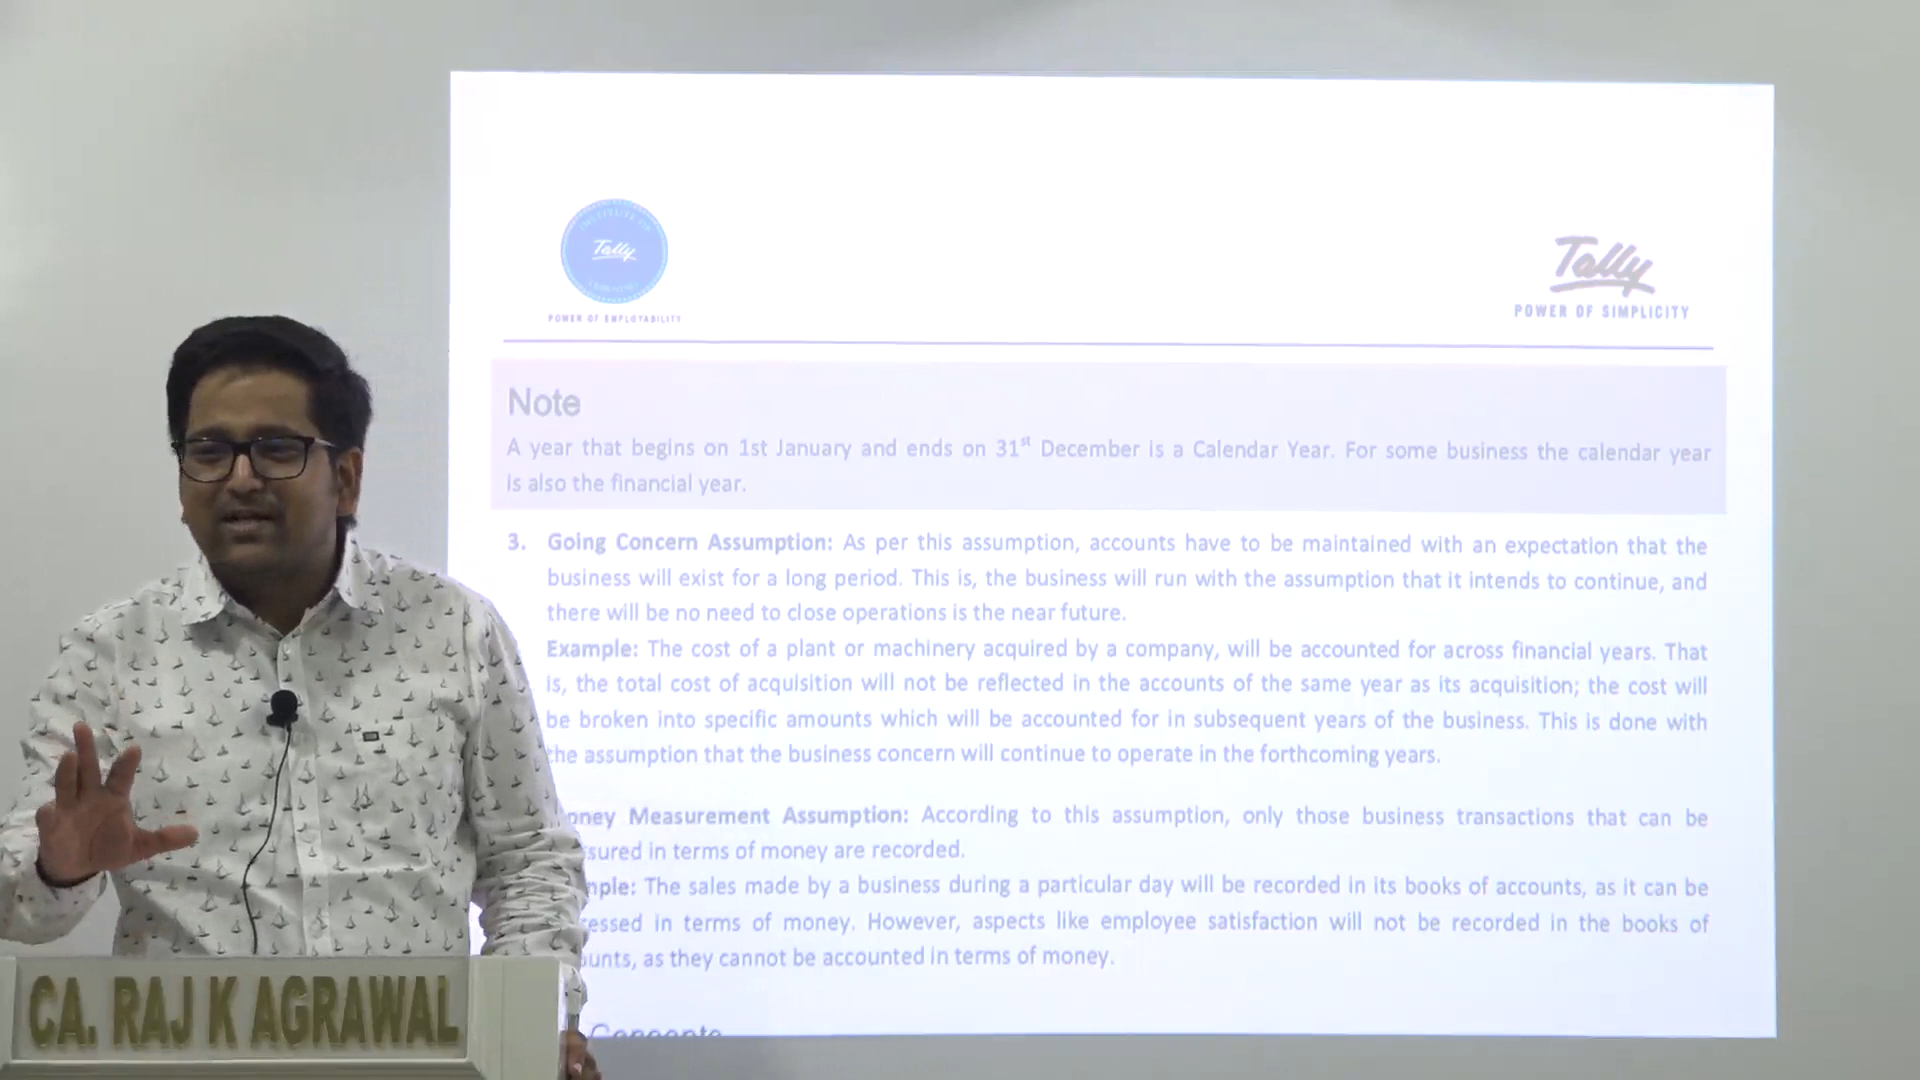 Tally
POWER OF EMPLOYABILITY
Tally
POWER OF SIMPLICITY
Note
A year that begins on 1st January and ends on 31st December is a Calendar Year. For some business the calendar year
is also the financial year.
3. Going Concern Assumption: As per this assumption, accounts have to be maintained with an expectation that the
business will exist for a long period. This is, the business will run with the assumption that it intends to continue, and
there will be no need to close operations is the near future.
Example: The cost of a plant or machinery acquired by a company, will be accounted for across financial years. That
is, the total cost of acquisition will not be reflected in the accounts of the same year as its acquisition; the cost will
be broken into specific amounts which will be accounted for in subsequent years of the business. This is done with
the assumption that the business concern will continue to operate in the forthcoming years.
oney Measurement Assumption: According to this assumption, only those business transactions that can be
sured in terms of money are recorded.
nple: The sales made by a business during a particular day will be recorded in its books of accounts, as it can be
essed in terms of money. However, aspects like employee satisfaction will not be recorded in the books of
ounts, as they cannot be accounted in terms of money.
Concepts
CA. RAJ K AGRAWAL